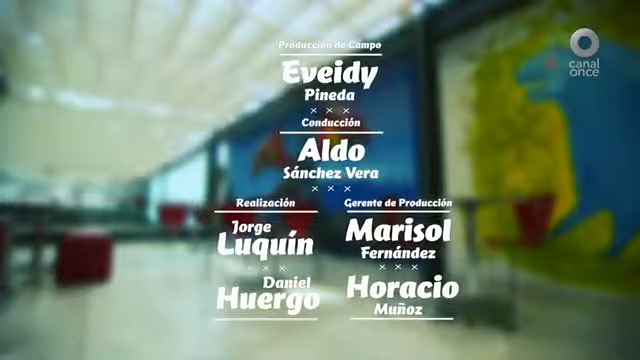 Producción de Campo
Eveidy
Pineda
Conducción
Aldo
Sánchez Vera
Realización
Jorge
Luquín
Daniel
Huergo
Gerente de Producción
Marisol
Fernández
Horacio
Muñoz
canal
once